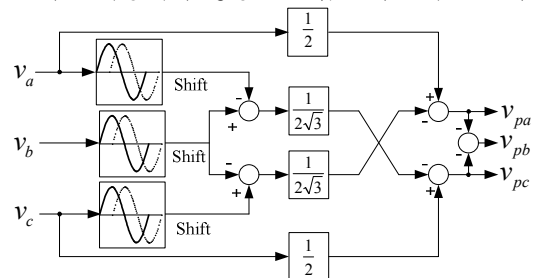 1/2
v_a
Shift
-
+
1/(2√3)
+
-
v_pa
v_b
Shift
-
-
v_pb
-
+
1/(2√3)
-
+
v_pc
v_c
Shift
1/2